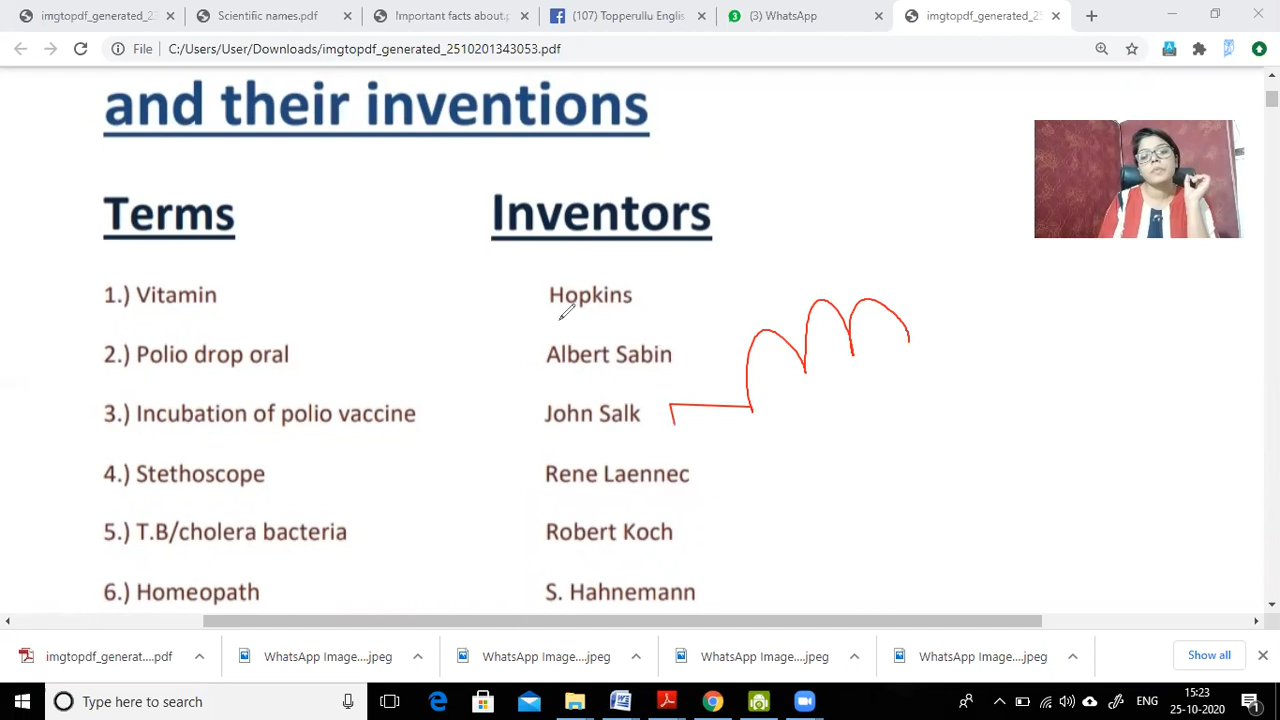 imgtopdf_generated_2
Scientific names.pdf
Important facts about.p
(107) Topperullu Englis
(3) WhatsApp
imgtopdf_generated_25
File C:/Users/User/Downloads/imgtopdf_generated_2510201343053.pdf
and their inventions
Terms Inventors
1.) Vitamin Hopkins
2.) Polio drop oral Albert Sabin
3.) Incubation of polio vaccine John Salk
4.) Stethoscope Rene Laennec
5.) T.B/cholera bacteria Robert Koch
6.) Homeopath S. Hahnemann
imgtopdf_generat....pdf WhatsApp Image....jpeg WhatsApp Image....jpeg WhatsApp Image....jpeg WhatsApp Image....jpeg Show all
Type here to search ENG 15:23
25-10-2020